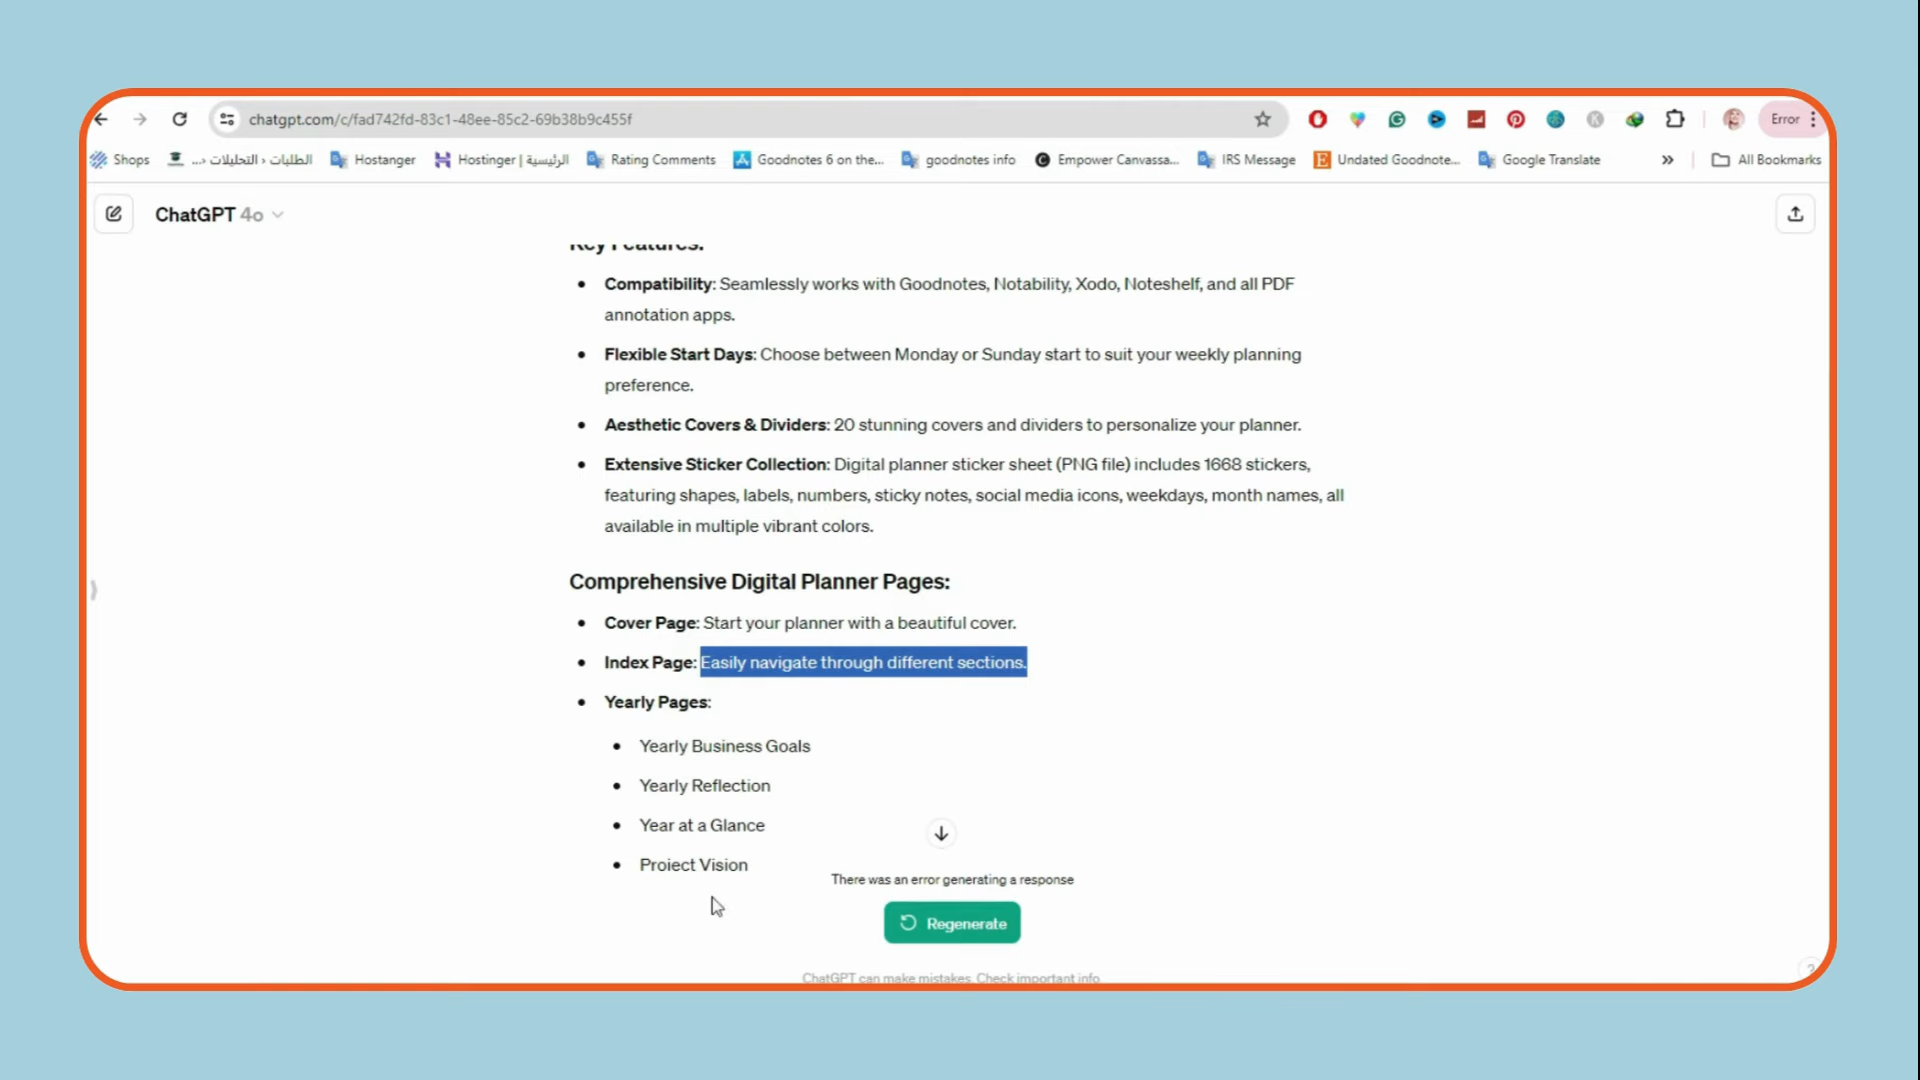 chatgpt.com/c/fad742fd-83c1-48ee-85c2-69b38b9c455f
Error
Shops
الطلبات ‹ التحليلات ‹...
Hostanger
الرئيسية | Hostinger
Rating Comments
Goodnotes 6 on the...
goodnotes info
Empower Canvassa...
IRS Message
Undated Goodnote...
Google Translate
»
All Bookmarks
ChatGPT 4o
Key Features:
• Compatibility: Seamlessly works with Goodnotes, Notability, Xodo, Noteshelf, and all PDF
annotation apps.
• Flexible Start Days: Choose between Monday or Sunday start to suit your weekly planning
preference.
• Aesthetic Covers & Dividers: 20 stunning covers and dividers to personalize your planner.
• Extensive Sticker Collection: Digital planner sticker sheet (PNG file) includes 1668 stickers,
featuring shapes, labels, numbers, sticky notes, social media icons, weekdays, month names, all
available in multiple vibrant colors.
Comprehensive Digital Planner Pages:
• Cover Page: Start your planner with a beautiful cover.
• Index Page: Easily navigate through different sections.
• Yearly Pages:
• Yearly Business Goals
• Yearly Reflection
• Year at a Glance
• Project Vision
There was an error generating a response
Regenerate
ChatGPT can make mistakes. Check important info.
?